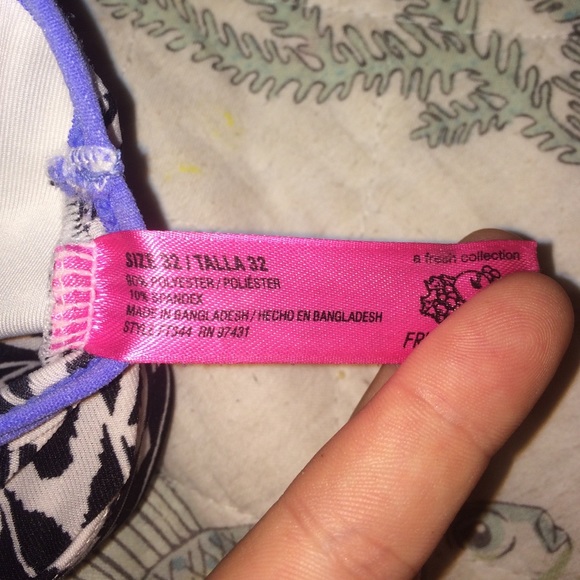 SIZE 32 / TALLA 32
90% POLYESTER / POLIÉSTER
10% SPANDEX
MADE IN BANGLADESH / HECHO EN BANGLADESH
STYLE FT344 RN 97431
a fresh collection